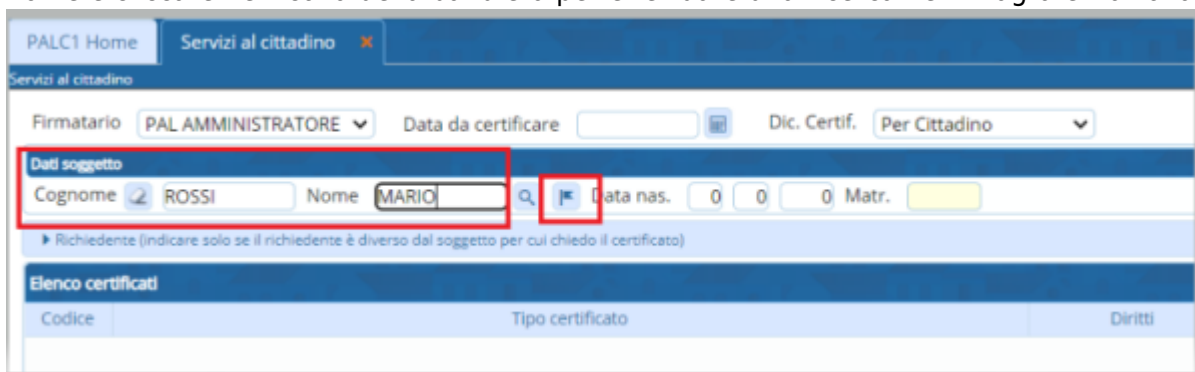 PALC1 Home Servizi al cittadino ×
Servizi al cittadino
Firmatario PAL AMMINISTRATORE Data da certificare Dic. Certif. Per Cittadino
Dati soggetto
Cognome ROSSI Nome MARIO Data nas. 0 0 0 Matr.
Richiedente (indicare solo se il richiedente è diverso dal soggetto per cui chiedo il certificato)
Elenco certificati
Codice Tipo certificato Diritti